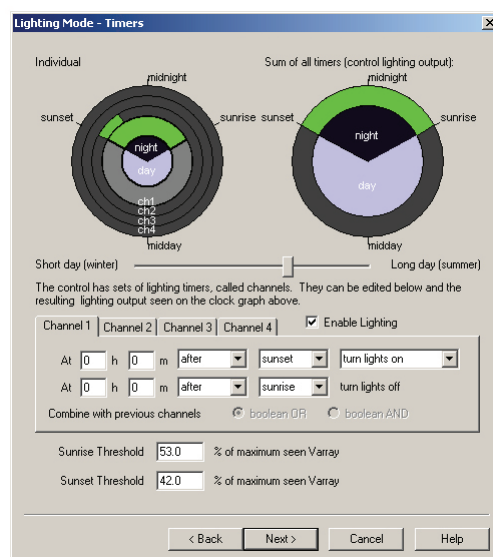 Lighting Mode - Timers
Individual
Sum of all timers (control lighting output):
midnight
sunset
sunrise
night
day
ch1
ch2
ch3
ch4
midday
midnight
sunset
sunrise
night
day
midday
Short day (winter)
Long day (summer)
The control has sets of lighting timers, called channels. They can be edited below and the
resulting lighting output seen on the clock graph above.
Channel 1 Channel 2 Channel 3 Channel 4 Enable Lighting
At 0 h 0 m after sunset turn lights on
At 0 h 0 m after sunrise turn lights off
Combine with previous channels boolean OR boolean AND
Sunrise Threshold 53.0 % of maximum seen Varray
Sunset Threshold 42.0 % of maximum seen Varray
< Back Next > Cancel Help